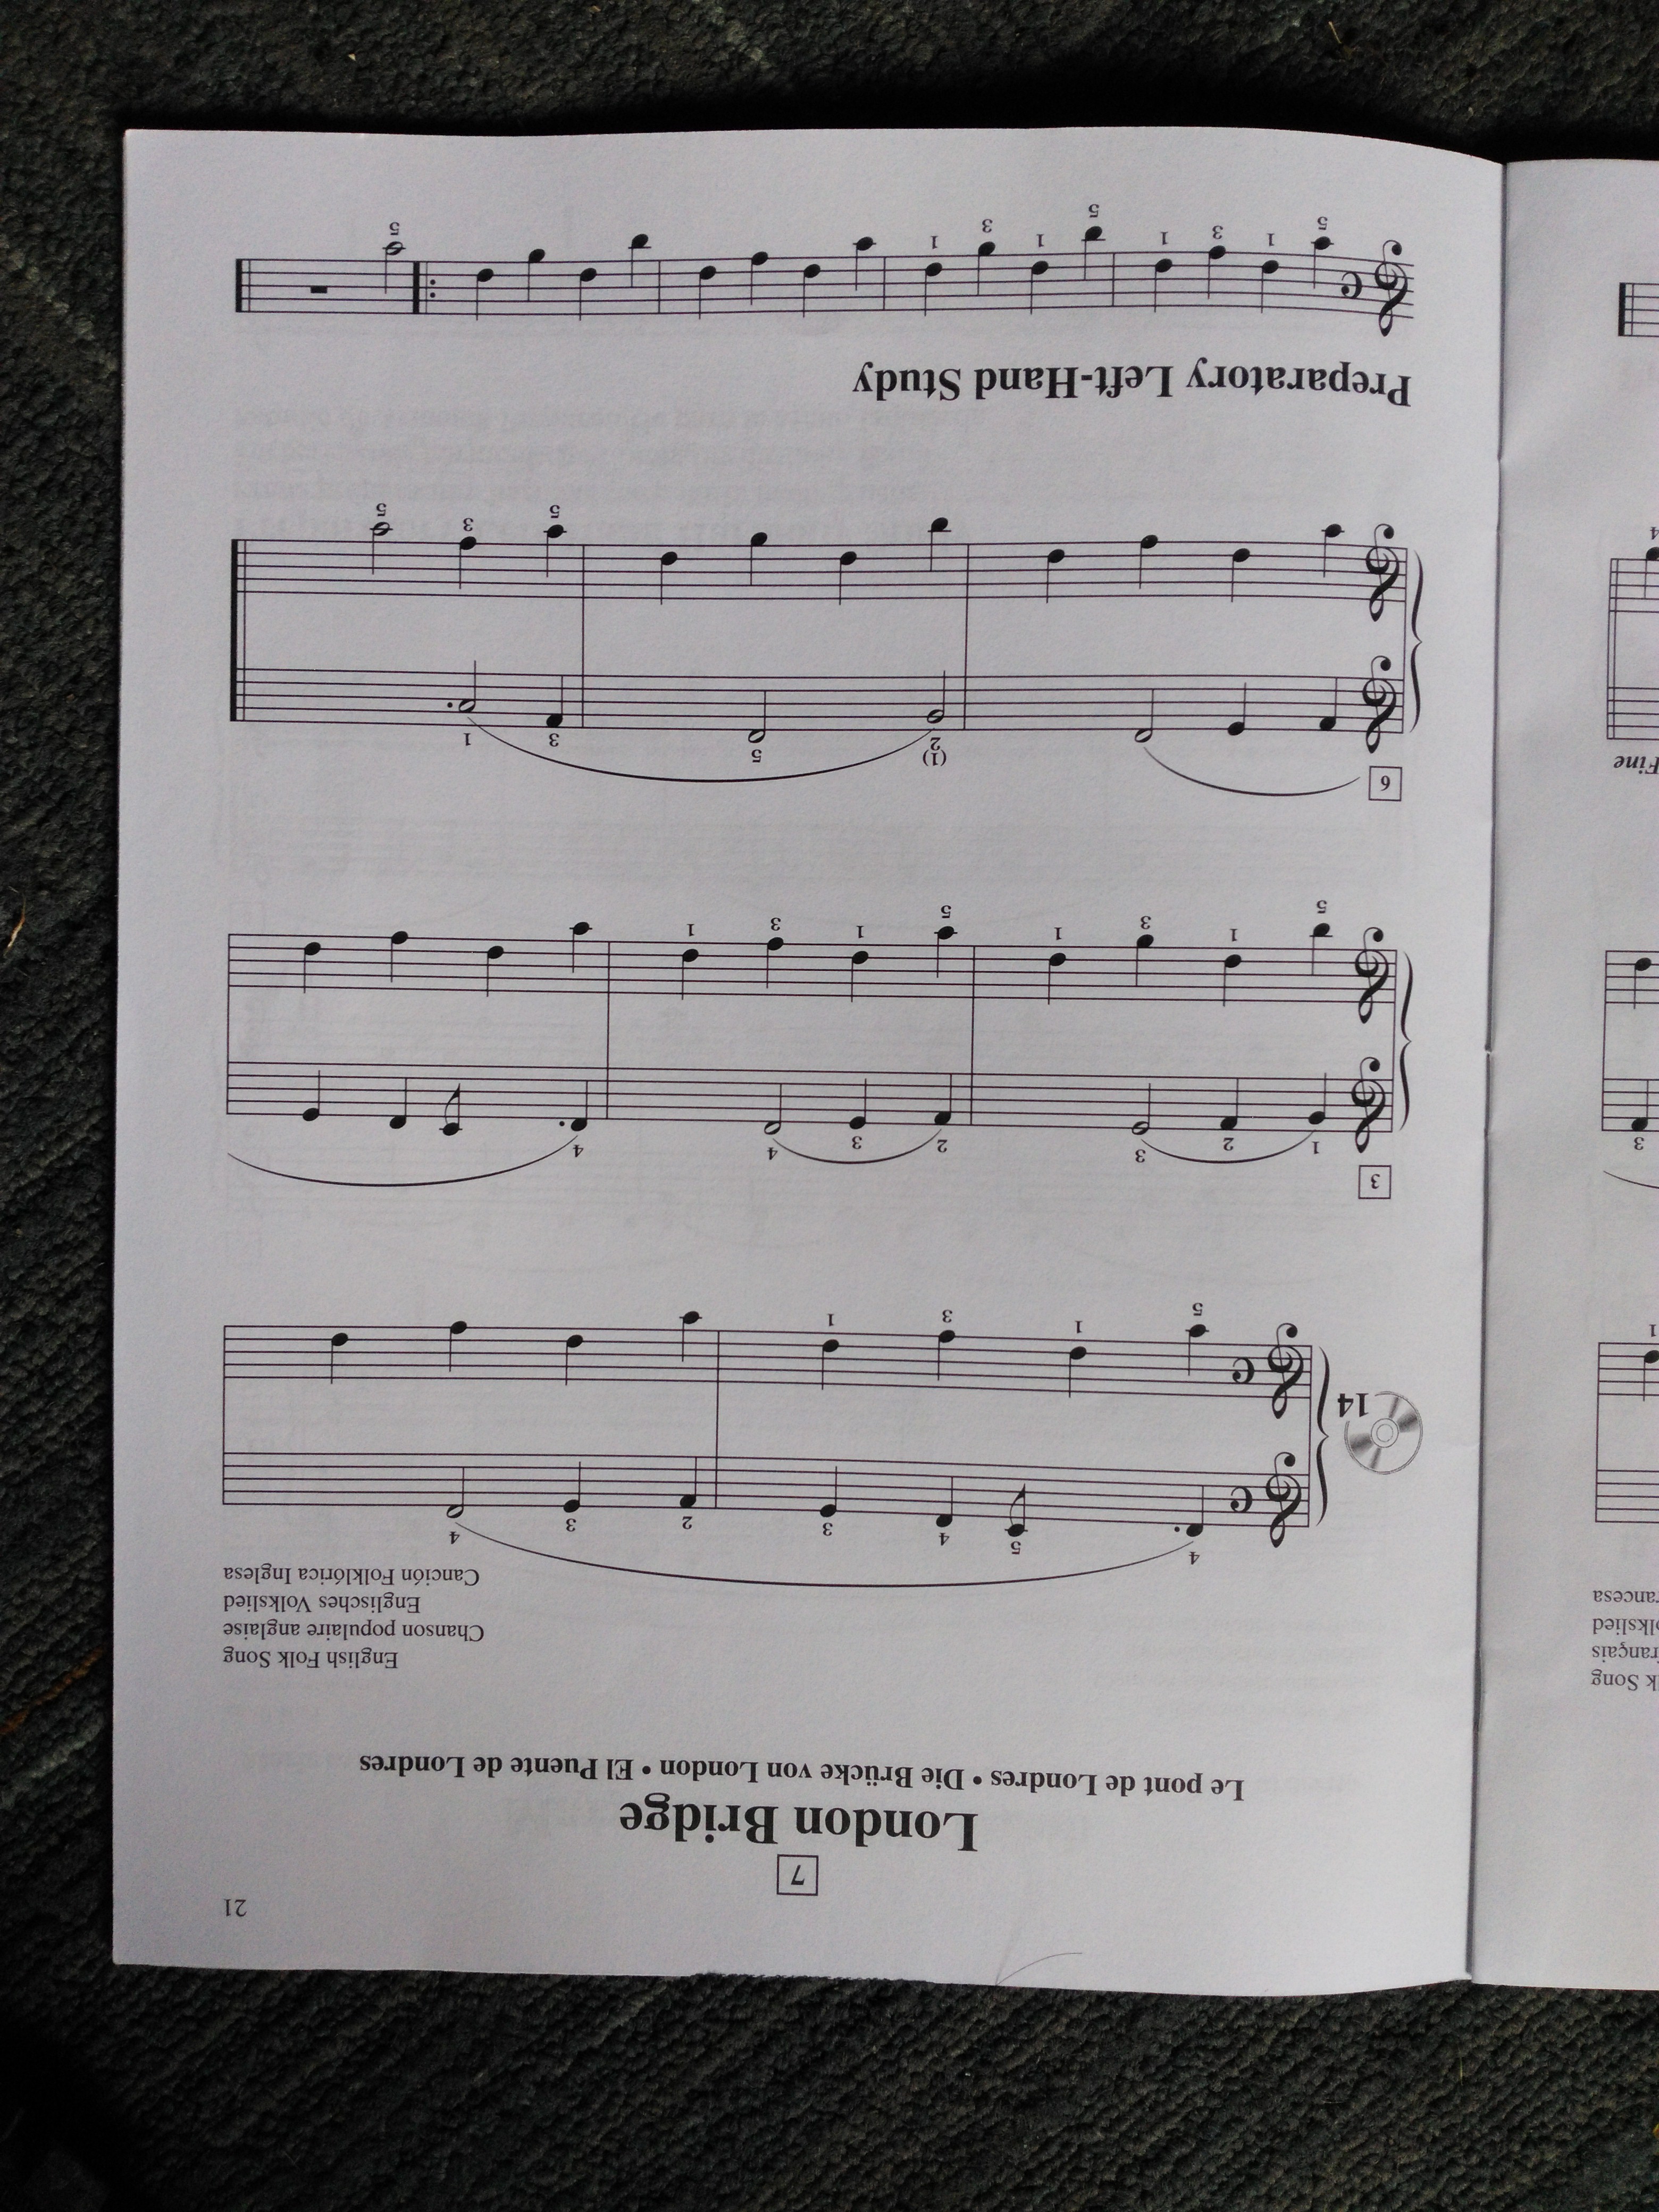 21
7
London Bridge
Le pont de Londres • Die Brücke von London • El Puente de Londres
English Folk Song
Chanson populaire anglaise
Englisches Volkslied
Canción Folklórica Inglesa
14
4 5 4 3 2 3 4
5 1 3 1
3
1 2 3 2 3 4 4
5 3 1 1 5 1 3 1
6
(1)
2 5 3 1
5 3 5
Preparatory Left-Hand Study
5 1 3 1 5 1 3 1 5
k Song
rançais
olkslied
rancesa
1
3
Fine
4